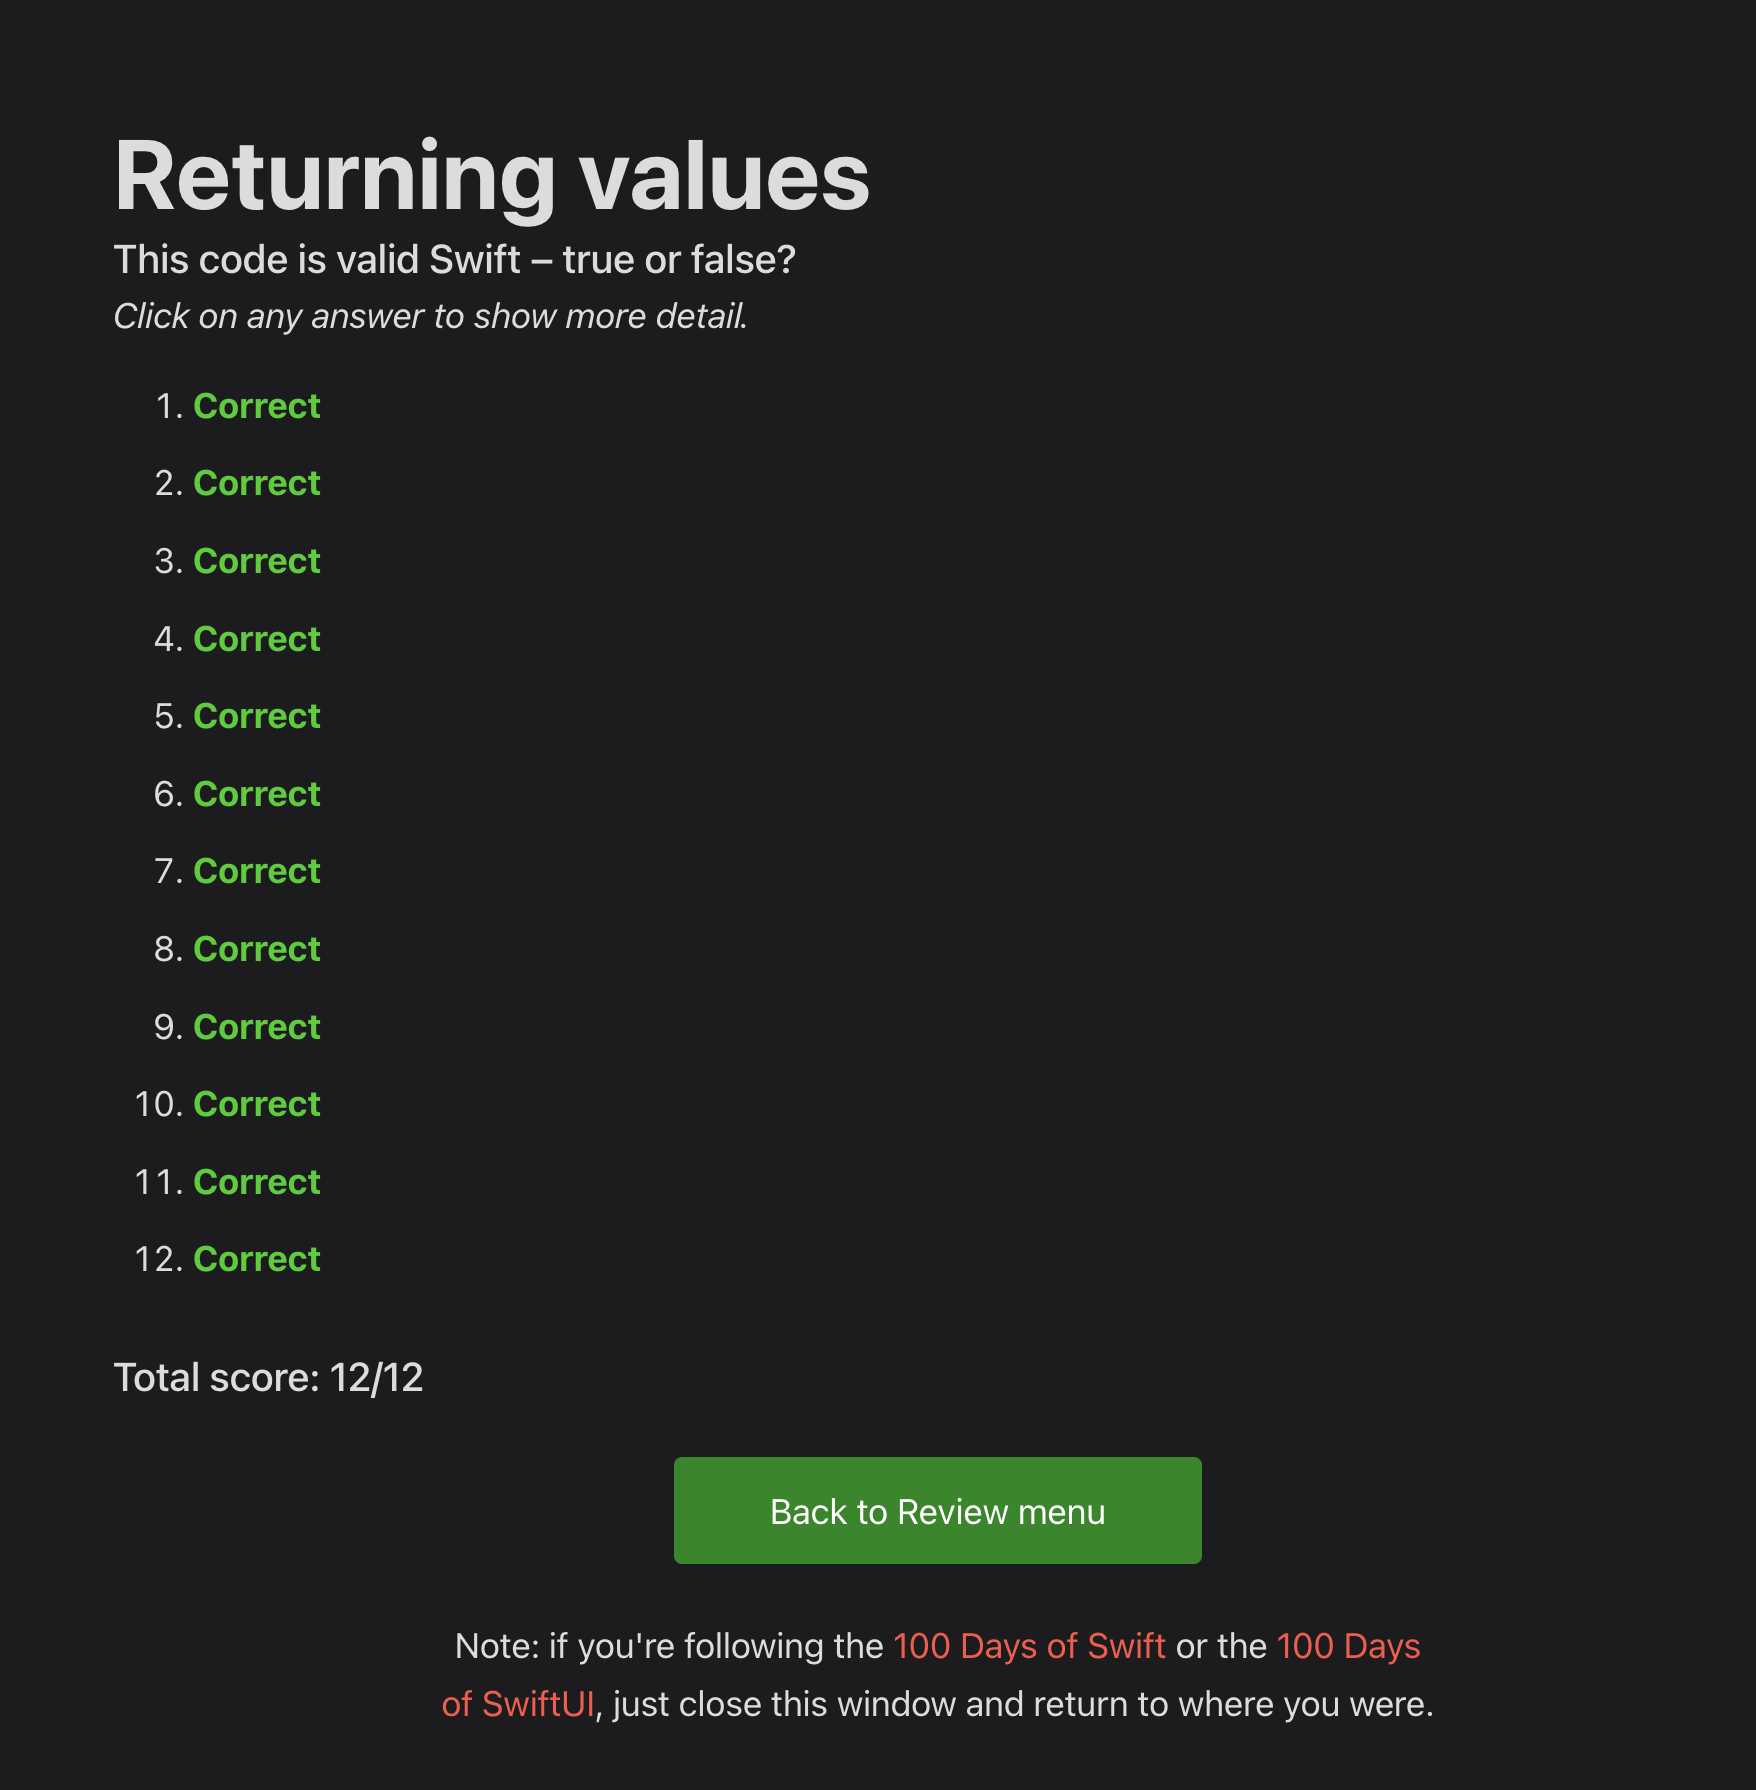 Returning values
This code is valid Swift – true or false?
Click on any answer to show more detail.
1. Correct
2. Correct
3. Correct
4. Correct
5. Correct
6. Correct
7. Correct
8. Correct
9. Correct
10. Correct
11. Correct
12. Correct
Total score: 12/12
Back to Review menu
Note: if you're following the 100 Days of Swift or the 100 Days
of SwiftUI, just close this window and return to where you were.